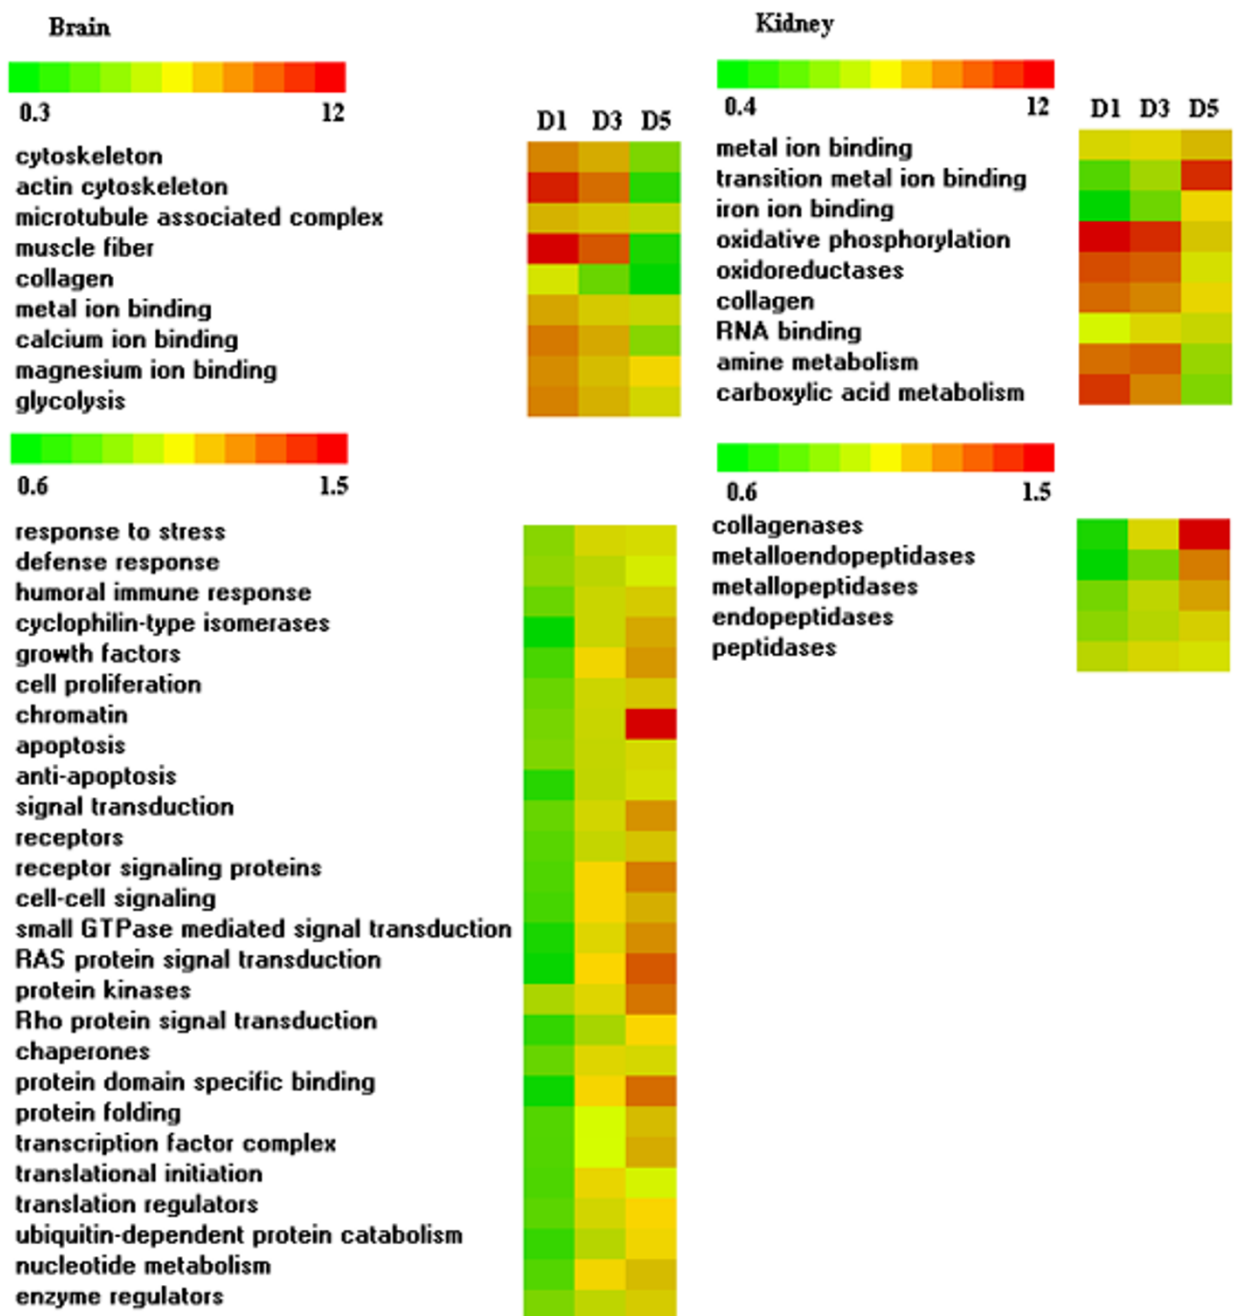 Brain
0.3 12
D1 D3 D5
cytoskeleton
actin cytoskeleton
microtubule associated complex
muscle fiber
collagen
metal ion binding
calcium ion binding
magnesium ion binding
glycolysis
0.6 1.5
response to stress
defense response
humoral immune response
cyclophilin-type isomerases
growth factors
cell proliferation
chromatin
apoptosis
anti-apoptosis
signal transduction
receptors
receptor signaling proteins
cell-cell signaling
small GTPase mediated signal transduction
RAS protein signal transduction
protein kinases
Rho protein signal transduction
chaperones
protein domain specific binding
protein folding
transcription factor complex
translational initiation
translation regulators
ubiquitin-dependent protein catabolism
nucleotide metabolism
enzyme regulators
Kidney
0.4 12
D1 D3 D5
metal ion binding
transition metal ion binding
iron ion binding
oxidative phosphorylation
oxidoreductases
collagen
RNA binding
amine metabolism
carboxylic acid metabolism
0.6 1.5
collagenases
metalloendopeptidases
metallopeptidases
endopeptidases
peptidases